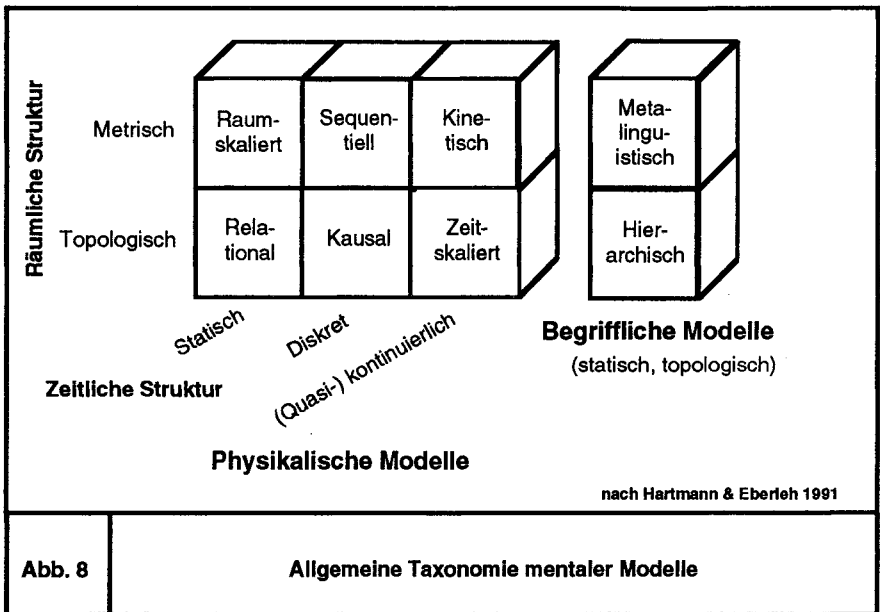 Räumliche Struktur
Metrisch
Raum-
skaliert
Sequen-
tiell
Kine-
tisch
Meta-
lingu-
istisch
Topologisch
Rela-
tional
Kausal
Zeit-
skaliert
Hier-
archisch
Statisch
Diskret
(Quasi-) kontinuierlich
Zeitliche Struktur
Begriffliche Modelle
(statisch, topologisch)
Physikalische Modelle
nach Hartmann & Eberleh 1991
Abb. 8
Allgemeine Taxonomie mentaler Modelle